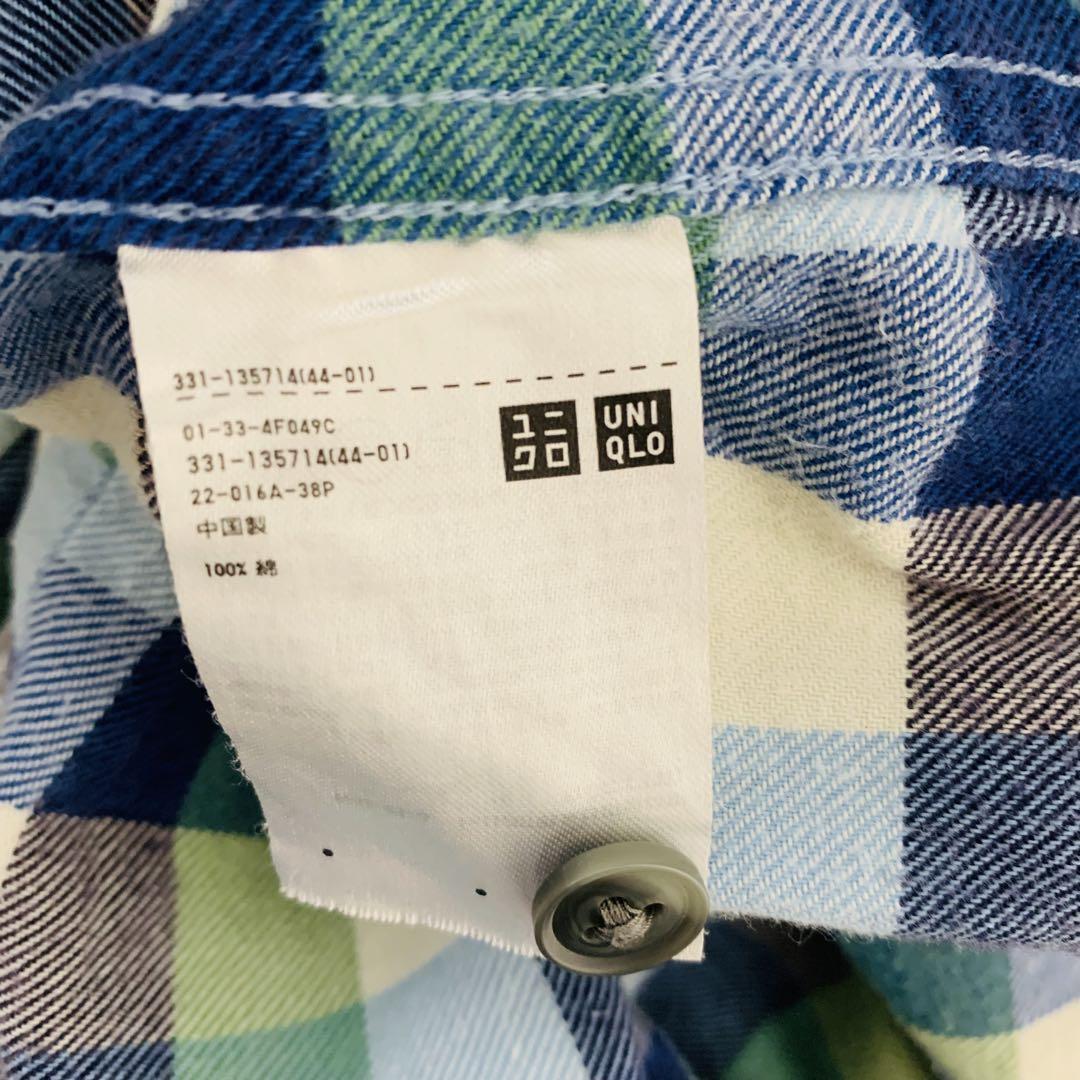 331-135714(44-01)
01-33-4F049C
331-135714(44-01)
22-016A-38P
中国製
100% 綿
ユニ
クロ
UNI
QLO